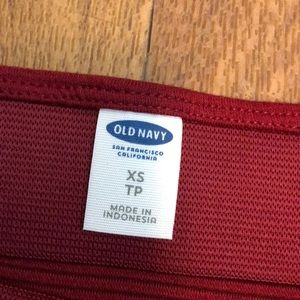 OLD NAVY
SAN FRANCISCO
CALIFORNIA
XS
TP
MADE IN
INDONESIA